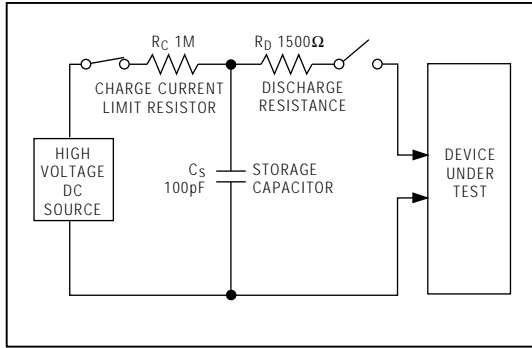 RC 1M
CHARGE CURRENT
LIMIT RESISTOR
RD 1500Ω
DISCHARGE
RESISTANCE
HIGH
VOLTAGE
DC
SOURCE
CS
100pF
STORAGE
CAPACITOR
DEVICE
UNDER
TEST